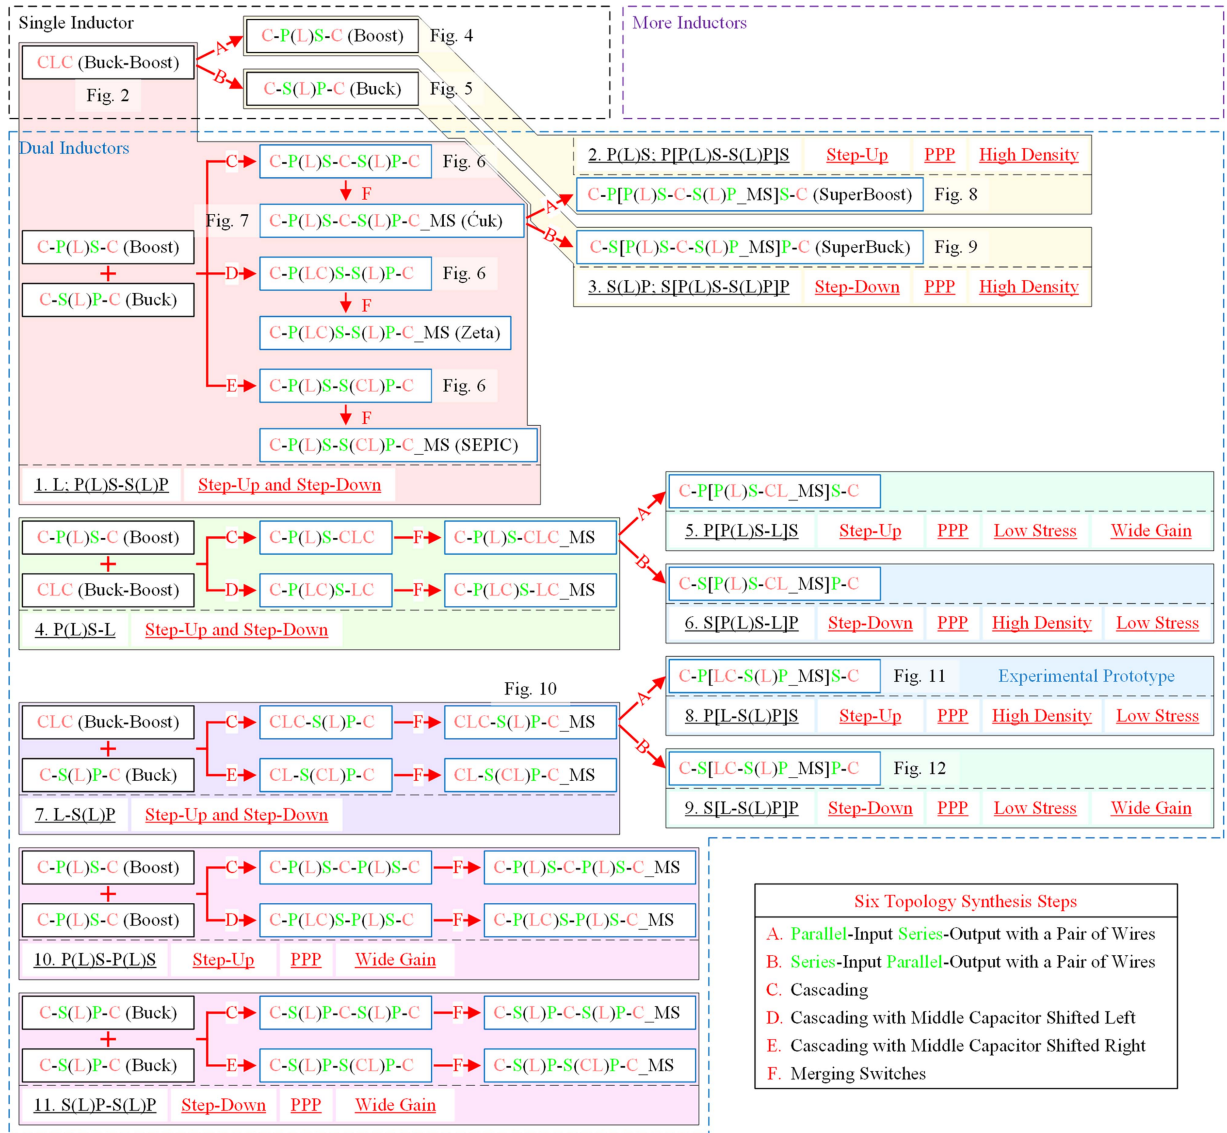 Single Inductor
More Inductors
CLC (Buck-Boost)
Fig. 2
A
B
C-P(L)S-C (Boost)
Fig. 4
C-S(L)P-C (Buck)
Fig. 5
Dual Inductors
C-P(L)S-C (Boost)
+
C-S(L)P-C (Buck)
C
C-P(L)S-C-S(L)P-C
Fig. 6
F
Fig. 7
C-P(L)S-C-S(L)P-C_MS (Ćuk)
D
C-P(LC)S-S(L)P-C
Fig. 6
F
C-P(LC)S-S(L)P-C_MS (Zeta)
E
C-P(L)S-S(CL)P-C
Fig. 6
F
C-P(L)S-S(CL)P-C_MS (SEPIC)
1. L; P(L)S-S(L)P Step-Up and Step-Down
A
B
2. P(L)S; P[P(L)S-S(L)P]S Step-Up PPP High Density
C-P[P(L)S-C-S(L)P_MS]S-C (SuperBoost)
Fig. 8
C-S[P(L)S-C-S(L)P_MS]P-C (SuperBuck)
Fig. 9
3. S(L)P; S[P(L)S-S(L)P]P Step-Down PPP High Density
C-P(L)S-C (Boost)
+
CLC (Buck-Boost)
C
C-P(L)S-CLC
F
C-P(L)S-CLC_MS
D
C-P(LC)S-LC
F
C-P(LC)S-LC_MS
4. P(L)S-L Step-Up and Step-Down
A
B
C-P[P(L)S-CL_MS]S-C
5. P[P(L)S-L]S Step-Up PPP Low Stress Wide Gain
C-S[P(L)S-CL_MS]P-C
6. S[P(L)S-L]P Step-Down PPP High Density Low Stress
CLC (Buck-Boost)
+
C-S(L)P-C (Buck)
C
CLC-S(L)P-C
F
Fig. 10
CLC-S(L)P-C_MS
E
CL-S(CL)P-C
F
CL-S(CL)P-C_MS
7. L-S(L)P Step-Up and Step-Down
A
B
C-P[LC-S(L)P_MS]S-C
Fig. 11
Experimental Prototype
8. P[L-S(L)P]S Step-Up PPP High Density Low Stress
C-S[LC-S(L)P_MS]P-C
Fig. 12
9. S[L-S(L)P]P Step-Down PPP Low Stress Wide Gain
C-P(L)S-C (Boost)
+
C-P(L)S-C (Boost)
C
C-P(L)S-C-P(L)S-C
F
C-P(L)S-C-P(L)S-C_MS
D
C-P(LC)S-P(L)S-C
F
C-P(LC)S-P(L)S-C_MS
10. P(L)S-P(L)S Step-Up PPP Wide Gain
C-S(L)P-C (Buck)
+
C-S(L)P-C (Buck)
C
C-S(L)P-C-S(L)P-C
F
C-S(L)P-C-S(L)P-C_MS
E
C-S(L)P-S(CL)P-C
F
C-S(L)P-S(CL)P-C_MS
11. S(L)P-S(L)P Step-Down PPP Wide Gain
Six Topology Synthesis Steps
A. Parallel-Input Series-Output with a Pair of Wires
B. Series-Input Parallel-Output with a Pair of Wires
C. Cascading
D. Cascading with Middle Capacitor Shifted Left
E. Cascading with Middle Capacitor Shifted Right
F. Merging Switches